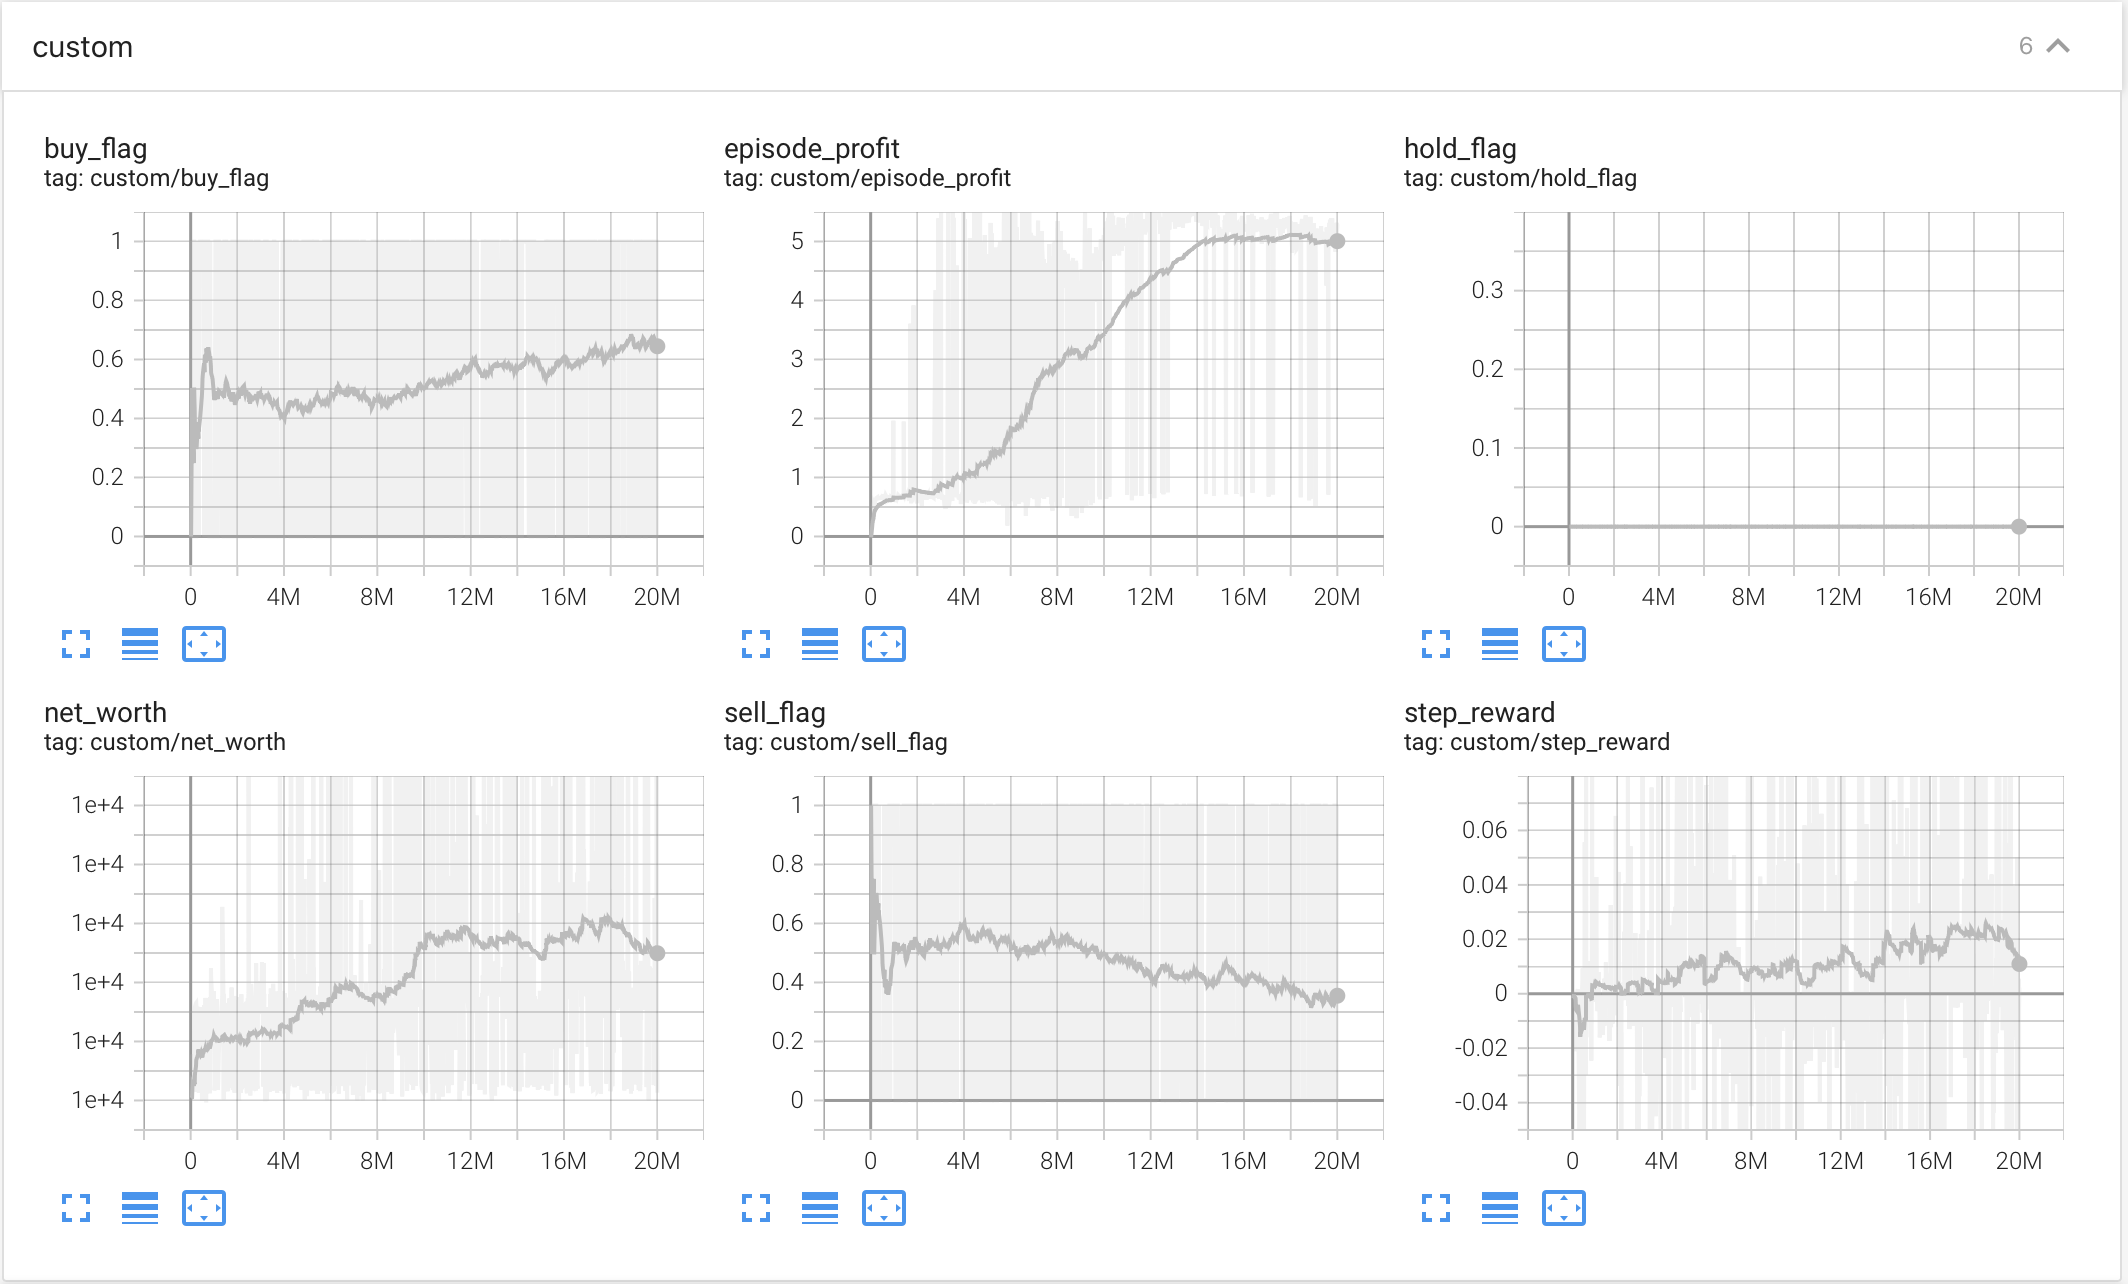 custom
6
buy_flag
tag: custom/buy_flag
1
0.8
0.6
0.4
0.2
0
0 4M 8M 12M 16M 20M
episode_profit
tag: custom/episode_profit
5
4
3
2
1
0
0 4M 8M 12M 16M 20M
hold_flag
tag: custom/hold_flag
0.3
0.2
0.1
0
0 4M 8M 12M 16M 20M
net_worth
tag: custom/net_worth
1e+4
1e+4
1e+4
1e+4
1e+4
1e+4
0 4M 8M 12M 16M 20M
sell_flag
tag: custom/sell_flag
1
0.8
0.6
0.4
0.2
0
0 4M 8M 12M 16M 20M
step_reward
tag: custom/step_reward
0.06
0.04
0.02
0
-0.02
-0.04
0 4M 8M 12M 16M 20M